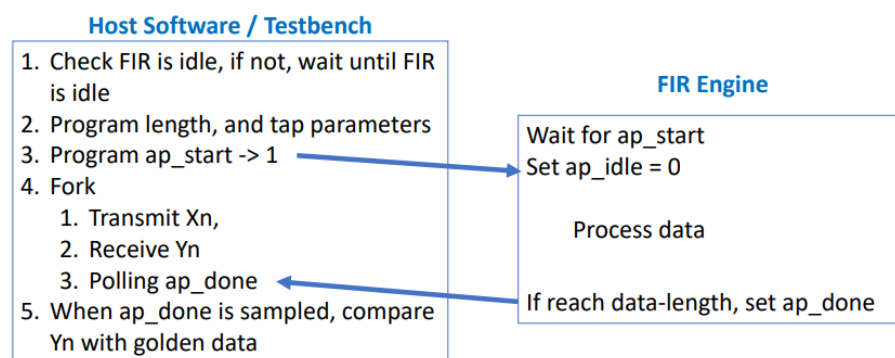 Host Software / Testbench
1. Check FIR is idle, if not, wait until FIR
is idle
2. Program length, and tap parameters
3. Program ap_start -> 1
4. Fork
1. Transmit Xn,
2. Receive Yn
3. Polling ap_done
5. When ap_done is sampled, compare
Yn with golden data
FIR Engine
Wait for ap_start
Set ap_idle = 0
Process data
If reach data-length, set ap_done